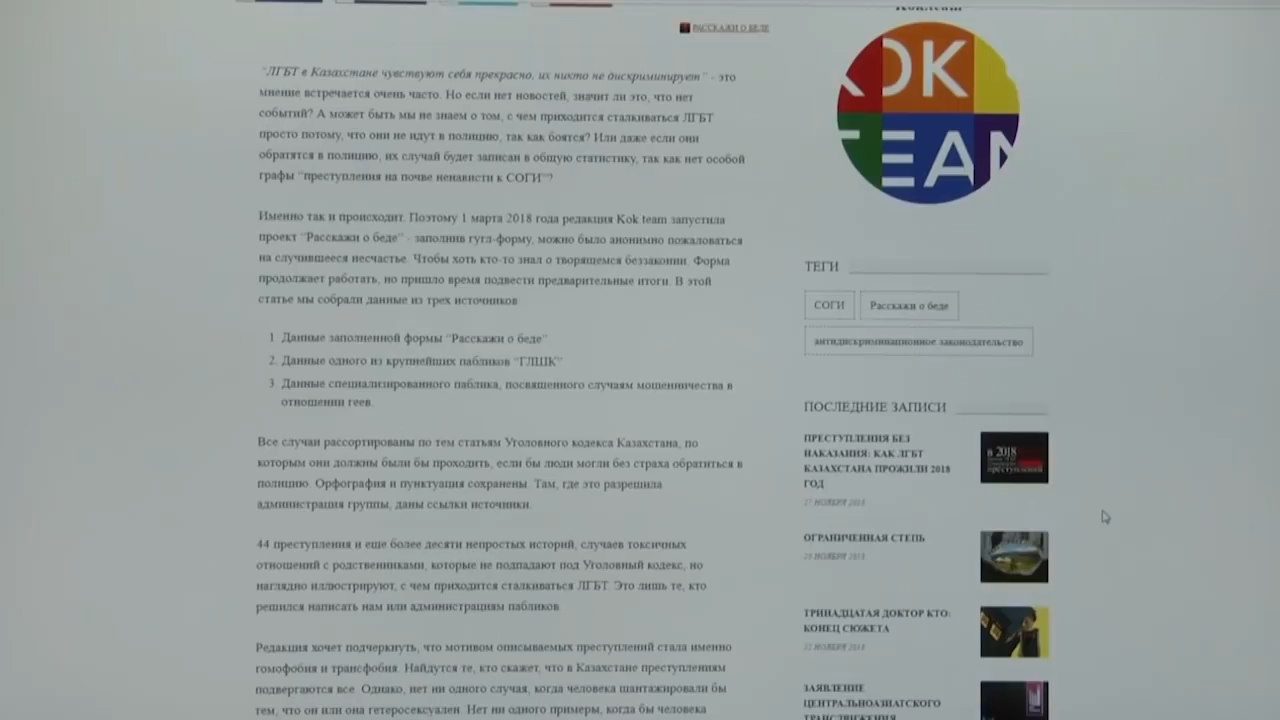 РАССКАЖИ О БЕДЕ
"ЛГБТ в Казахстане чувствуют себя прекрасно, их никто не дискриминирует" - это
мнение встречается очень часто. Но если нет новостей, значит ли это, что нет
событий? А может быть мы не знаем о том, с чем приходится сталкиваться ЛГБТ
просто потому, что они не идут в полицию, так как боятся? Или даже если они
обратятся в полицию, их случай будет записан в общую статистику, так как нет особой
графы "преступления на почве ненависти к СОГИ"?
Именно так и происходит. Поэтому 1 марта 2018 года редакция Kok team запустила
проект "Расскажи о беде" - заполнив гугл-форму, можно было анонимно пожаловаться
на случившееся несчастье. Чтобы хоть кто-то знал о творящемся беззаконии. Форма
продолжает работать, но пришло время подвести предварительные итоги. В этой
статье мы собрали данные из трех источников
1. Данные заполненной формы "Расскажи о беде"
2. Данные одного из крупнейших пабликов "ГЛШК"
3. Данные специализированного паблика, посвященного случаям мошенничества в
отношении геев.
Все случаи рассортированы по тем статьям Уголовного кодекса Казахстана, по
которым они должны были бы проходить, если бы люди могли без страха обратиться в
полицию. Орфография и пунктуация сохранены. Там, где это разрешила
администрация группы, даны ссылки источники.
44 преступления и еще более десяти непростых историй, случаев токсичных
отношений с родственниками, которые не подпадают под Уголовный кодекс, но
наглядно иллюстрируют, с чем приходится сталкиваться ЛГБТ. Это лишь те, кто
решился написать нам или администрациям пабликов
Редакция хочет подчеркнуть, что мотивом описываемых преступлений стала именно
гомофобия и трансфобия. Найдутся те, кто скажет, что в Казахстане преступлениям
подвергаются все. Однако, нет ни одного случая, когда человека шантажировали бы
тем, что он или она гетеросексуален. Нет ни одного примеры, когда бы человека
KOK
TEAM
ТЕГИ
СОГИ
Расскажи о беде
антидискриминационное законодательство
ПОСЛЕДНИЕ ЗАПИСИ
ПРЕСТУПЛЕНИЯ БЕЗ
НАКАЗАНИЯ: КАК ЛГБТ
КАЗАХСТАНА ПРОЖИЛИ 2018
ГОД
в 2018
преступлений
ОГРАНИЧЕННАЯ СТЕПЬ
ТРИНАДЦАТАЯ ДОКТОР КТО:
КОНЕЦ СЮЖЕТА
ЗАЯВЛЕНИЕ
ЦЕНТРАЛЬНОАЗИАТСКОГО
ТРАНСДВИЖЕНИЯ